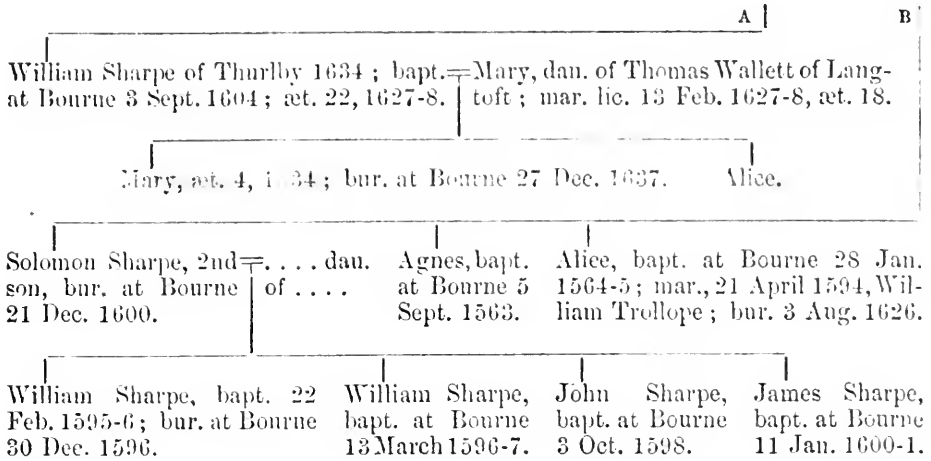 A B
William Sharpe of Thurlby 1634 ; bapt.
at Bourne 3 Sept. 1604 ; æt. 22, 1627-8.
Mary, dau. of Thomas Wallett of Lang-
toft ; mar. lic. 13 Feb. 1627-8, æt. 18.
Mary, æt. 4, 1634 ; bur. at Bourne 27 Dec. 1637.
Alice.
Solomon Sharpe, 2nd
son, bur. at Bourne
21 Dec. 1600.
. . . . dau.
of . . . .
Agnes, bapt.
at Bourne 5
Sept. 1563.
Alice, bapt. at Bourne 28 Jan.
1564-5 ; mar., 21 April 1594, Wil-
liam Trollope ; bur. 3 Aug. 1626.
William Sharpe, bapt. 22
Feb. 1595-6 ; bur. at Bourne
30 Dec. 1596.
William Sharpe,
bapt. at Bourne
13 March 1596-7.
John Sharpe,
bapt. at Bourne
3 Oct. 1598.
James Sharpe,
bapt. at Bourne
11 Jan. 1600-1.